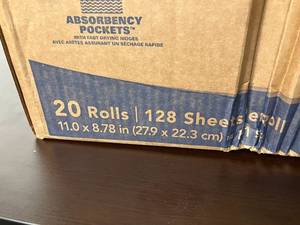 ABSORBENCY
POCKETS™
WITH FAST DRYING RIDGES
AVEC ARÊTES ASSURANT UN SÉCHAGE RAPIDE
20 Rolls | 128 Sheets
11.0 x 8.78 in (27.9 x 22.3 cm)